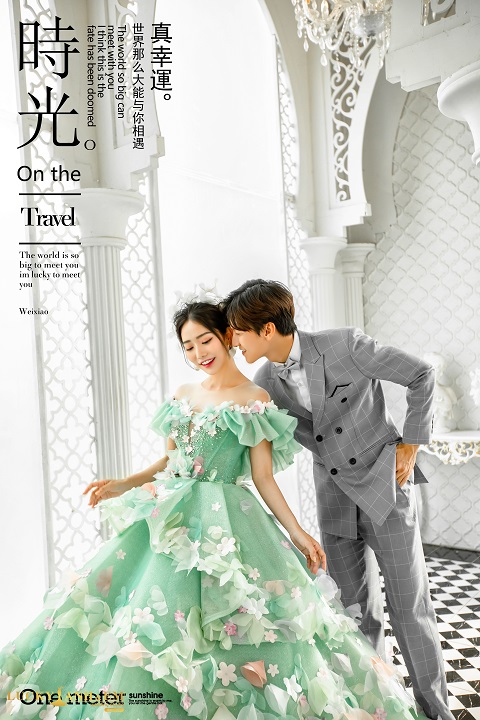 時光。
真幸運。
世界那么大能与你相遇
The world so big can
meet with you
I think this is the
fate has been doomed
On the
Travel
The world is so
big to meet you
im lucky to meet
you
Weixiao
One meter
sunshine